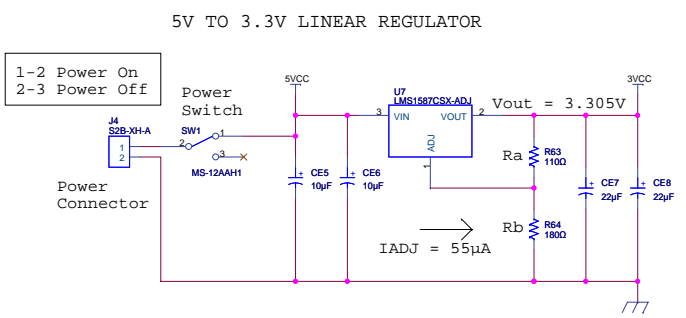 5V TO 3.3V LINEAR REGULATOR
1-2 Power On
2-3 Power Off
J4
S2B-XH-A
1
2
Power
Connector
Power
Switch
SW1
2
1
3
MS-12AAH1
5VCC
CE5
10µF
CE6
10µF
U7
LMS1587CSX-ADJ
3
VIN
VOUT
2
ADJ
1
Vout = 3.305V
3VCC
Ra
R63
110Ω
Rb
R64
180Ω
IADJ = 55µA
CE7
22µF
CE8
22µF